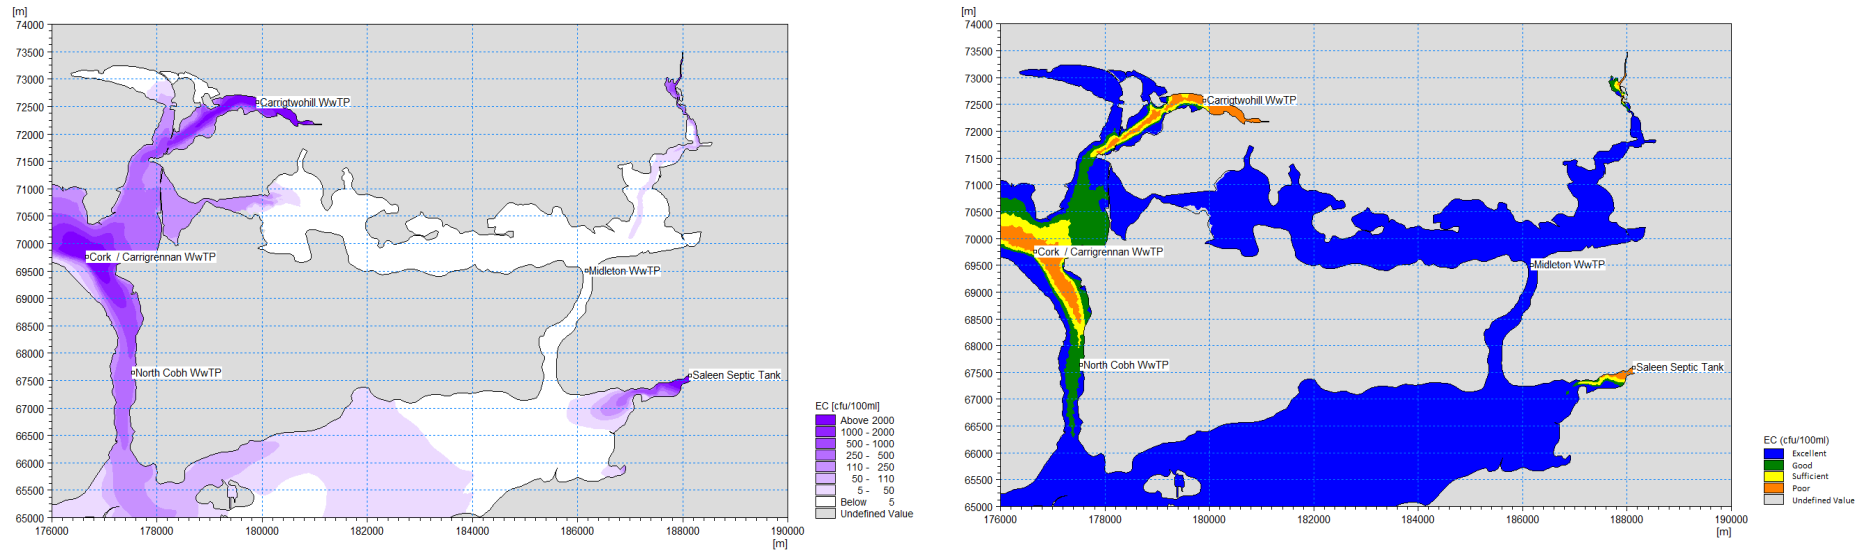 [m]
74000
73500
73000
72500
72000
71500
71000
70500
70000
69500
69000
68500
68000
67500
67000
66500
66000
65500
65000
176000 178000 180000 182000 184000 186000 188000 190000
[m]
Carrigtwohill WwTP
Cork / Carrigrennan WwTP
Midleton WwTP
North Cobh WwTP
Saleen Septic Tank
EC [cfu/100ml]
Above 2000
1000 - 2000
500 - 1000
250 - 500
110 - 250
50 - 110
5 - 50
Below 5
Undefined Value
[m]
74000
73500
73000
72500
72000
71500
71000
70500
70000
69500
69000
68500
68000
67500
67000
66500
66000
65500
65000
176000 178000 180000 182000 184000 186000 188000 190000
[m]
Carrigtwohill WwTP
Cork / Carrigrennan WwTP
Midleton WwTP
North Cobh WwTP
Saleen Septic Tank
EC (cfu/100ml)
Excellent
Good
Sufficient
Poor
Undefined Value